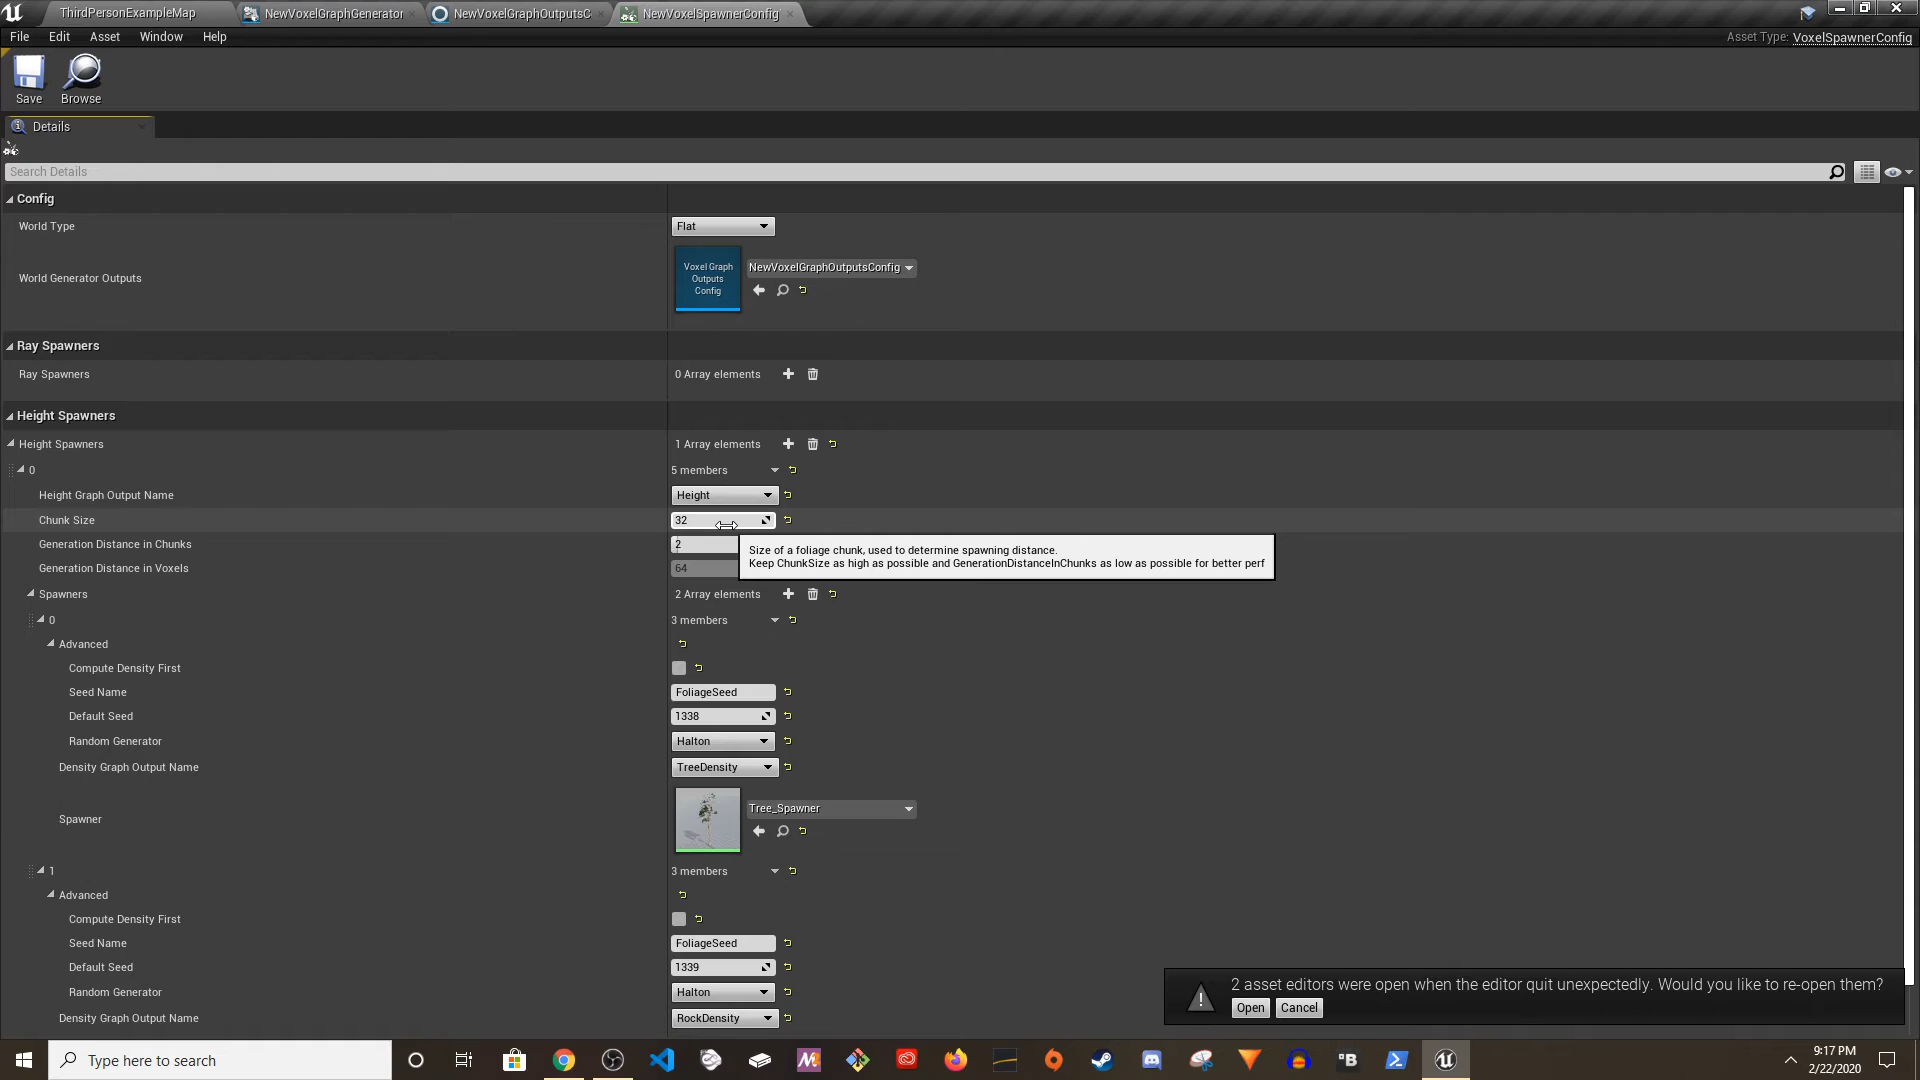 ThirdPersonExampleMap
NewVoxelGraphGenerator
NewVoxelGraphOutputsC
NewVoxelSpawnerConfig
File Edit Asset Window Help
Asset Type: VoxelSpawnerConfig
Save Browse
Details
Search Details
Config
World Type Flat
Voxel Graph
Outputs
Config
NewVoxelGraphOutputsConfig
World Generator Outputs
Ray Spawners
Ray Spawners 0 Array elements
Height Spawners
Height Spawners 1 Array elements
0 5 members
Height Graph Output Name Height
Chunk Size 32
Generation Distance in Chunks 2
Size of a foliage chunk, used to determine spawning distance.
Keep ChunkSize as high as possible and GenerationDistanceInChunks as low as possible for better perf
Generation Distance in Voxels 64
Spawners 2 Array elements
0 3 members
Advanced
Compute Density First
Seed Name FoliageSeed
Default Seed 1338
Random Generator Halton
Density Graph Output Name TreeDensity
Spawner Tree_Spawner
1 3 members
Advanced
Compute Density First
Seed Name FoliageSeed
Default Seed 1339
Random Generator Halton
Density Graph Output Name RockDensity
2 asset editors were open when the editor quit unexpectedly. Would you like to re-open them?
Open Cancel
Type here to search
9:17 PM
2/22/2020